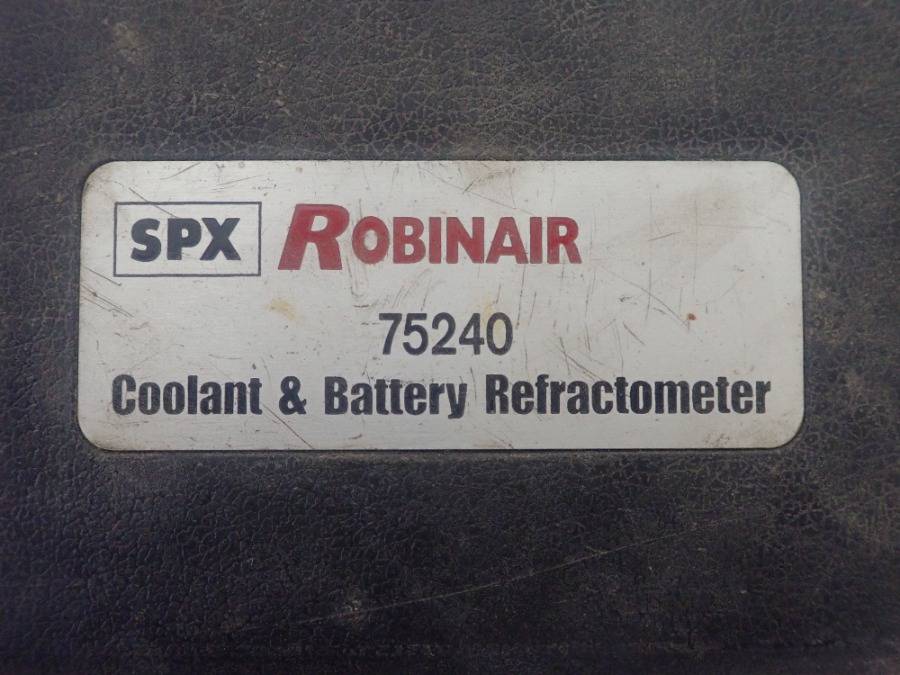 SPX ROBINAIR
75240
Coolant & Battery Refractometer